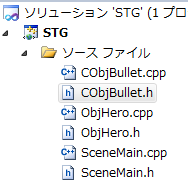 ソリューション 'STG' (1 プロ
STG
ソース ファイル
CObjBullet.cpp
CObjBullet.h
ObjHero.cpp
ObjHero.h
SceneMain.cpp
SceneMain.h